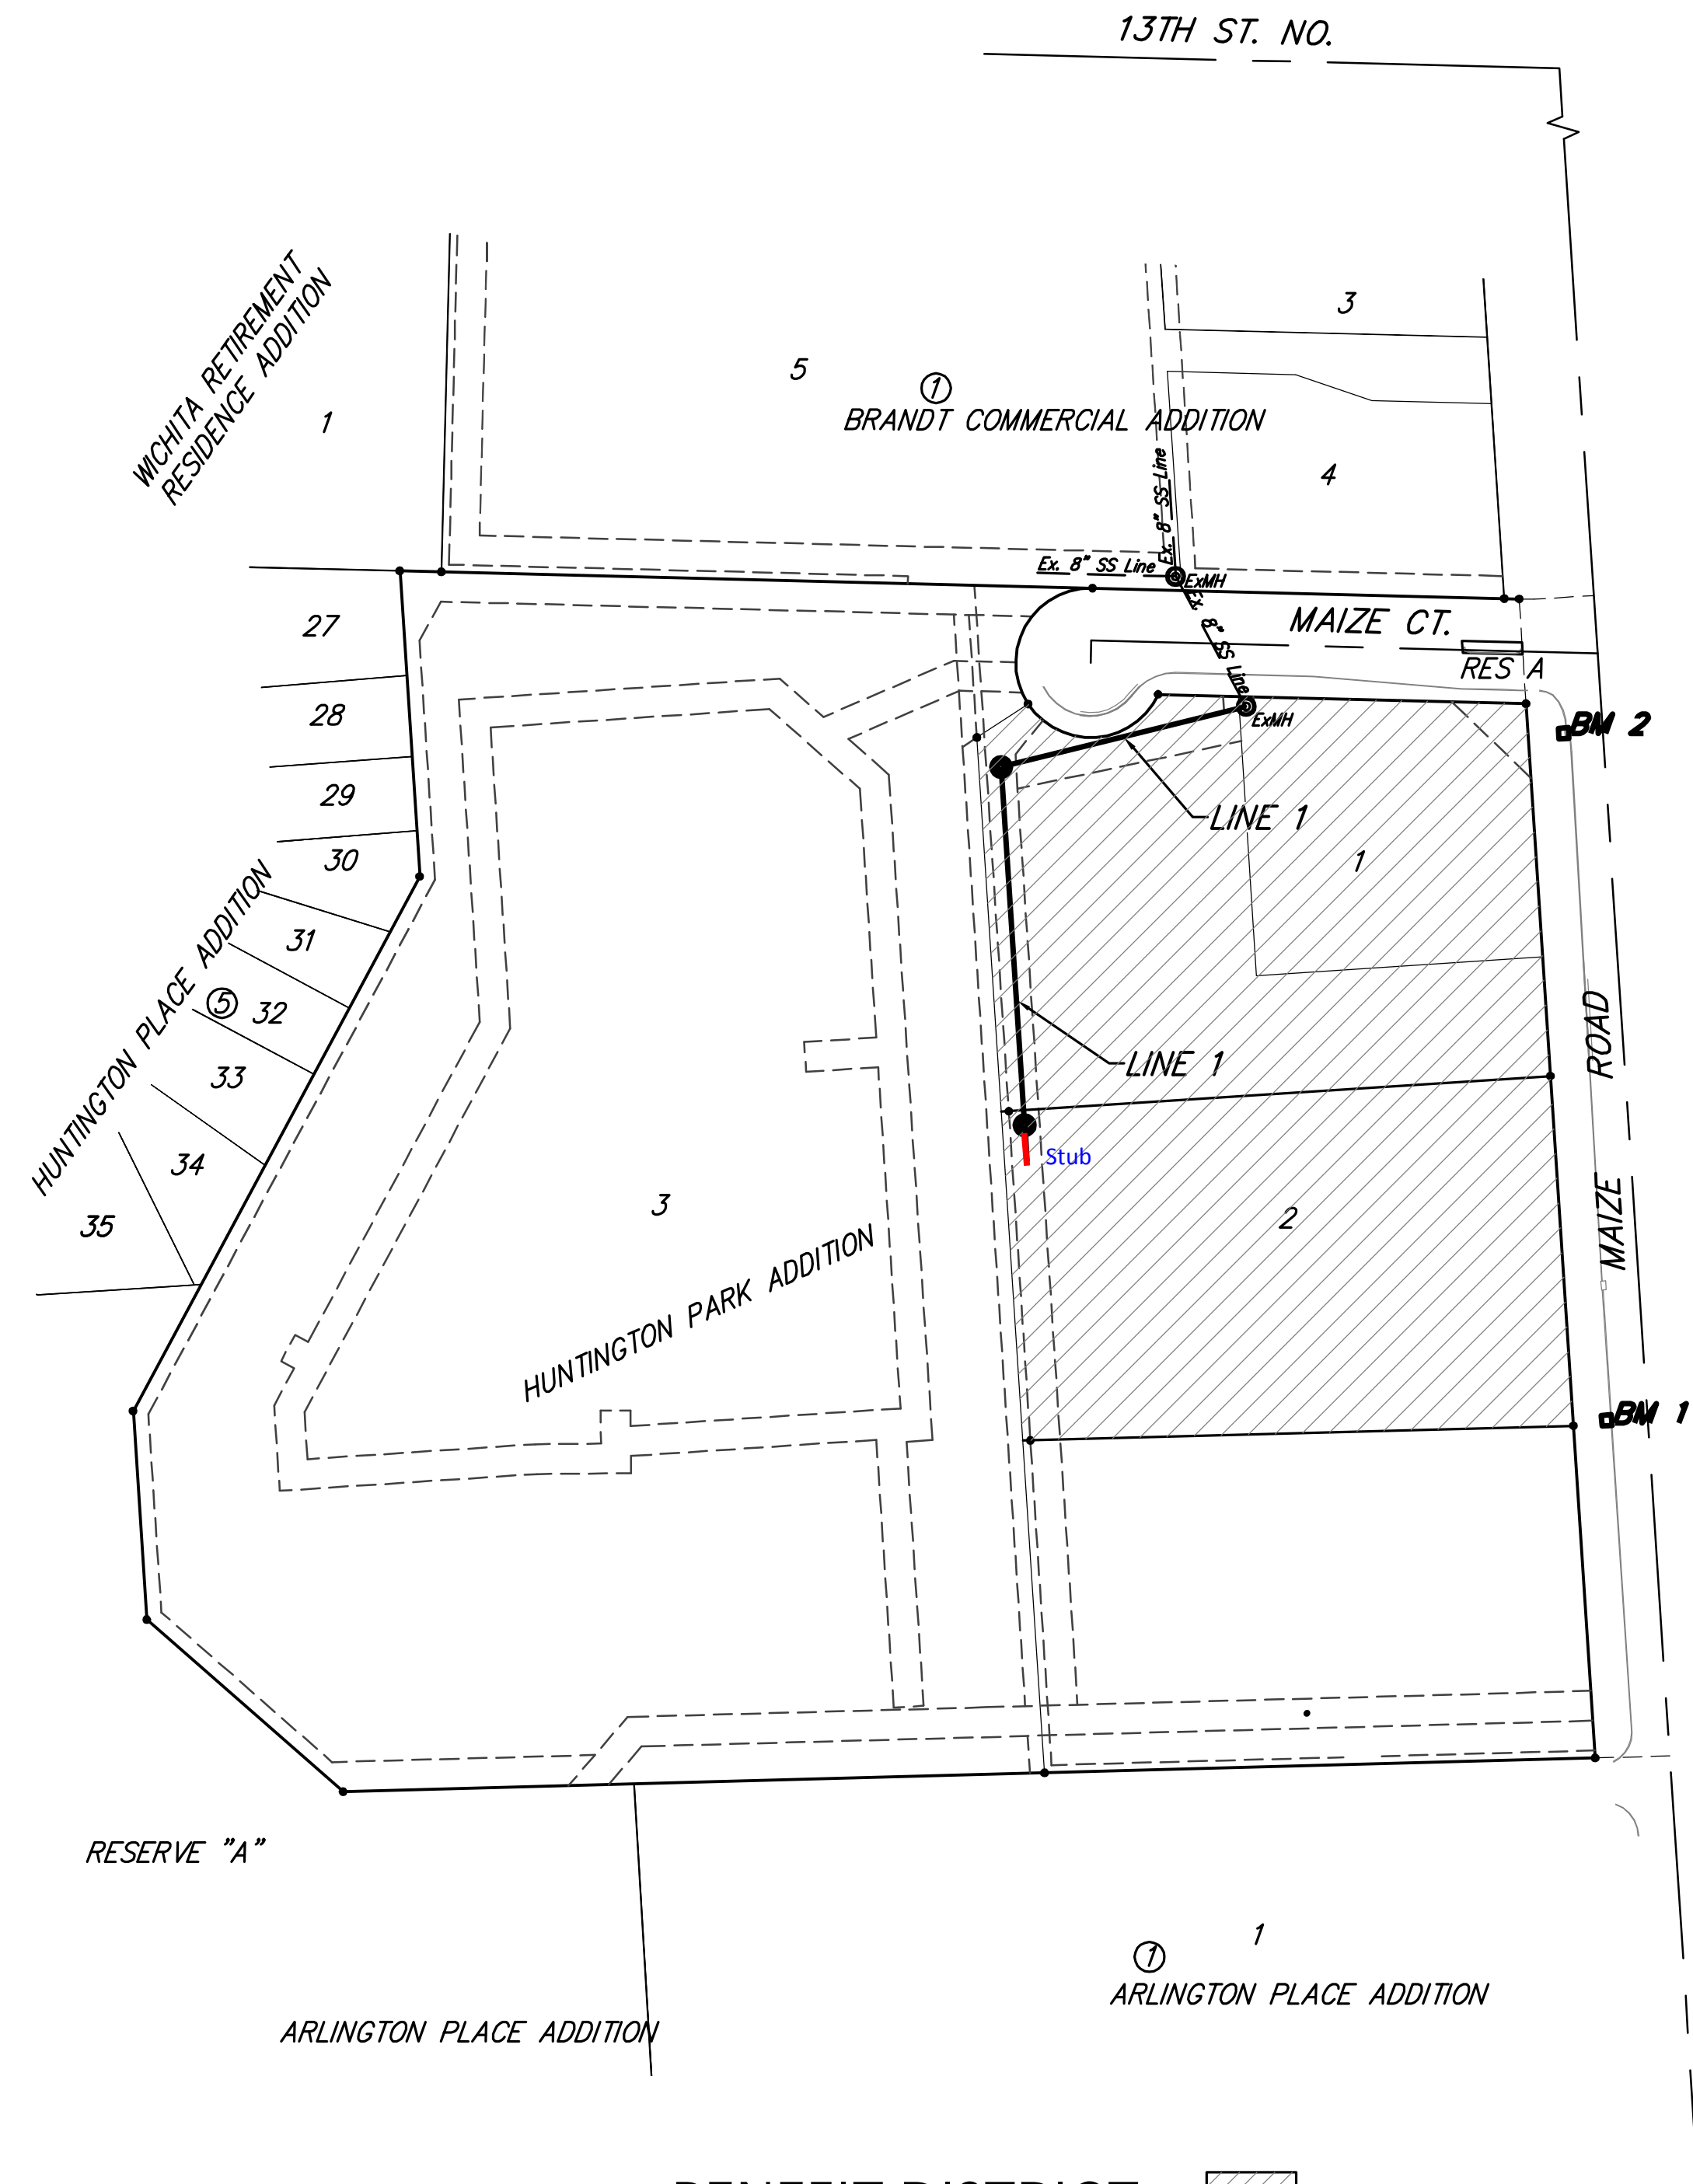 13TH ST. NO.
WICHITA RETIREMENT
RESIDENCE ADDITION
1
3
5
1
BRANDT COMMERCIAL ADDITION
4
Ex. 8" SS Line
Ex. 8" SS Line
ExMH
Ex. 8" SS Line
MAIZE CT.
RES A
27
28
ExMH
BM 2
29
LINE 1
30
1
HUNTINGTON PLACE ADDITION
31
5
32
33
LINE 1
MAIZE ROAD
34
Stub
35
3
2
HUNTINGTON PARK ADDITION
BM 1
RESERVE "A"
1
1
ARLINGTON PLACE ADDITION
ARLINGTON PLACE ADDITION
BENEFIT DISTRICT